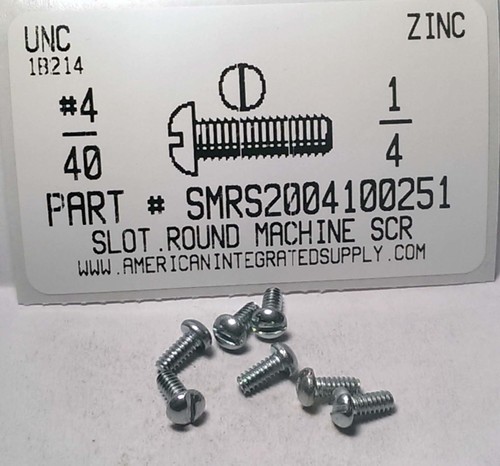 UNC ZINC
1B214
#4 1
40 4
PART # SMRS2004100251
SLOT.ROUND MACHINE SCR
WWW.AMERICANINTEGRATEDSUPPLY.COM